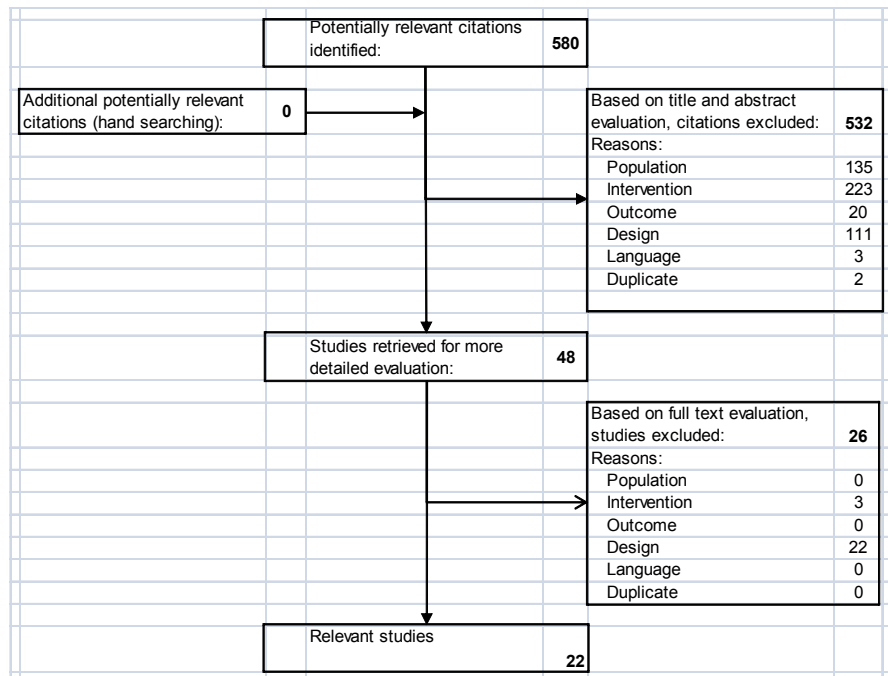 Potentially relevant citations
identified: 580
Additional potentially relevant
citations (hand searching): 0
Based on title and abstract
evaluation, citations excluded: 532
Reasons:
Population 135
Intervention 223
Outcome 20
Design 111
Language 3
Duplicate 2
Studies retrieved for more
detailed evaluation: 48
Based on full text evaluation,
studies excluded: 26
Reasons:
Population 0
Intervention 3
Outcome 0
Design 22
Language 0
Duplicate 0
Relevant studies
22